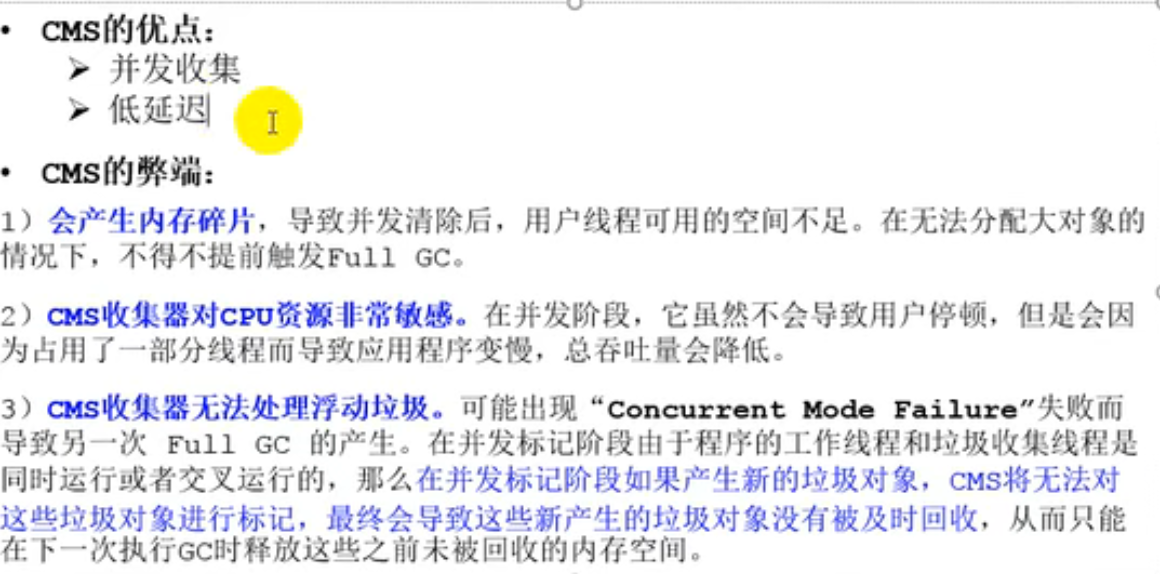 • CMS的优点：
➢ 并发收集
➢ 低延迟
• CMS的弊端：
1）会产生内存碎片，导致并发清除后，用户线程可用的空间不足。在无法分配大对象的
情况下，不得不提前触发Full GC。
2）CMS收集器对CPU资源非常敏感。在并发阶段，它虽然不会导致用户停顿，但是会因
为占用了一部分线程而导致应用程序变慢，总吞吐量会降低。
3）CMS收集器无法处理浮动垃圾。可能出现“Concurrent Mode Failure”失败而
导致另一次 Full GC 的产生。在并发标记阶段由于程序的工作线程和垃圾收集线程是
同时运行或者交叉运行的，那么在并发标记阶段如果产生新的垃圾对象，CMS将无法对
这些垃圾对象进行标记，最终会导致这些新产生的垃圾对象没有被及时回收，从而只能
在下一次执行GC时释放这些之前未被回收的内存空间。